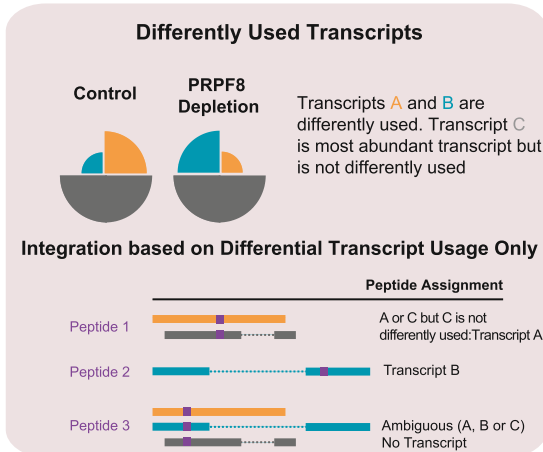 Differently Used Transcripts
Control
PRPF8
Depletion
Transcripts A and B are
differently used. Transcript C
is most abundant transcript but
is not differently used
Integration based on Differential Transcript Usage Only
Peptide Assignment
Peptide 1
A or C but C is not
differently used:Transcript A
Peptide 2
Transcript B
Peptide 3
Ambiguous (A, B or C)
No Transcript